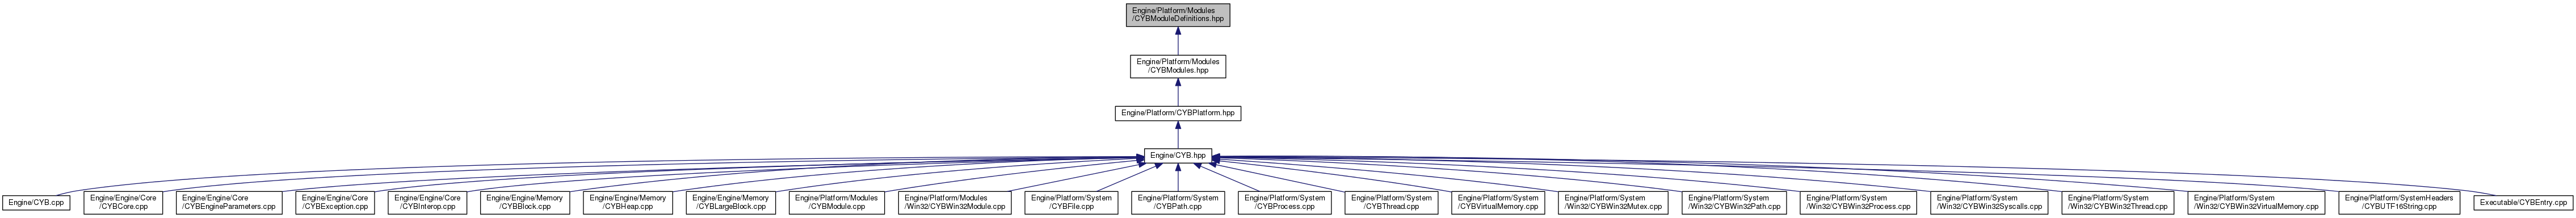 Engine/Platform/Modules
/CYBModuleDefinitions.hpp
Engine/Platform/Modules
/CYBModules.hpp
Engine/Platform/CYBPlatform.hpp
Engine/CYB.hpp
Engine/CYB.cpp
Engine/Engine/Core
/CYBCore.cpp
Engine/Engine/Core
/CYBEngineParameters.cpp
Engine/Engine/Core
/CYBException.cpp
Engine/Engine/Core
/CYBInterop.cpp
Engine/Engine/Memory
/CYBBlock.cpp
Engine/Engine/Memory
/CYBHeap.cpp
Engine/Engine/Memory
/CYBLargeBlock.cpp
Engine/Platform/Modules
/CYBModule.cpp
Engine/Platform/Modules
/Win32/CYBWin32Module.cpp
Engine/Platform/System
/CYBFile.cpp
Engine/Platform/System
/CYBPath.cpp
Engine/Platform/System
/CYBProcess.cpp
Engine/Platform/System
/CYBThread.cpp
Engine/Platform/System
/CYBVirtualMemory.cpp
Engine/Platform/System
/Win32/CYBWin32Mutex.cpp
Engine/Platform/System
/Win32/CYBWin32Path.cpp
Engine/Platform/System
/Win32/CYBWin32Process.cpp
Engine/Platform/System
/Win32/CYBWin32Syscalls.cpp
Engine/Platform/System
/Win32/CYBWin32Thread.cpp
Engine/Platform/System
/Win32/CYBWin32VirtualMemory.cpp
Engine/Platform/SystemHeaders
/CYBUTF16String.cpp
Executable/CYBEntry.cpp